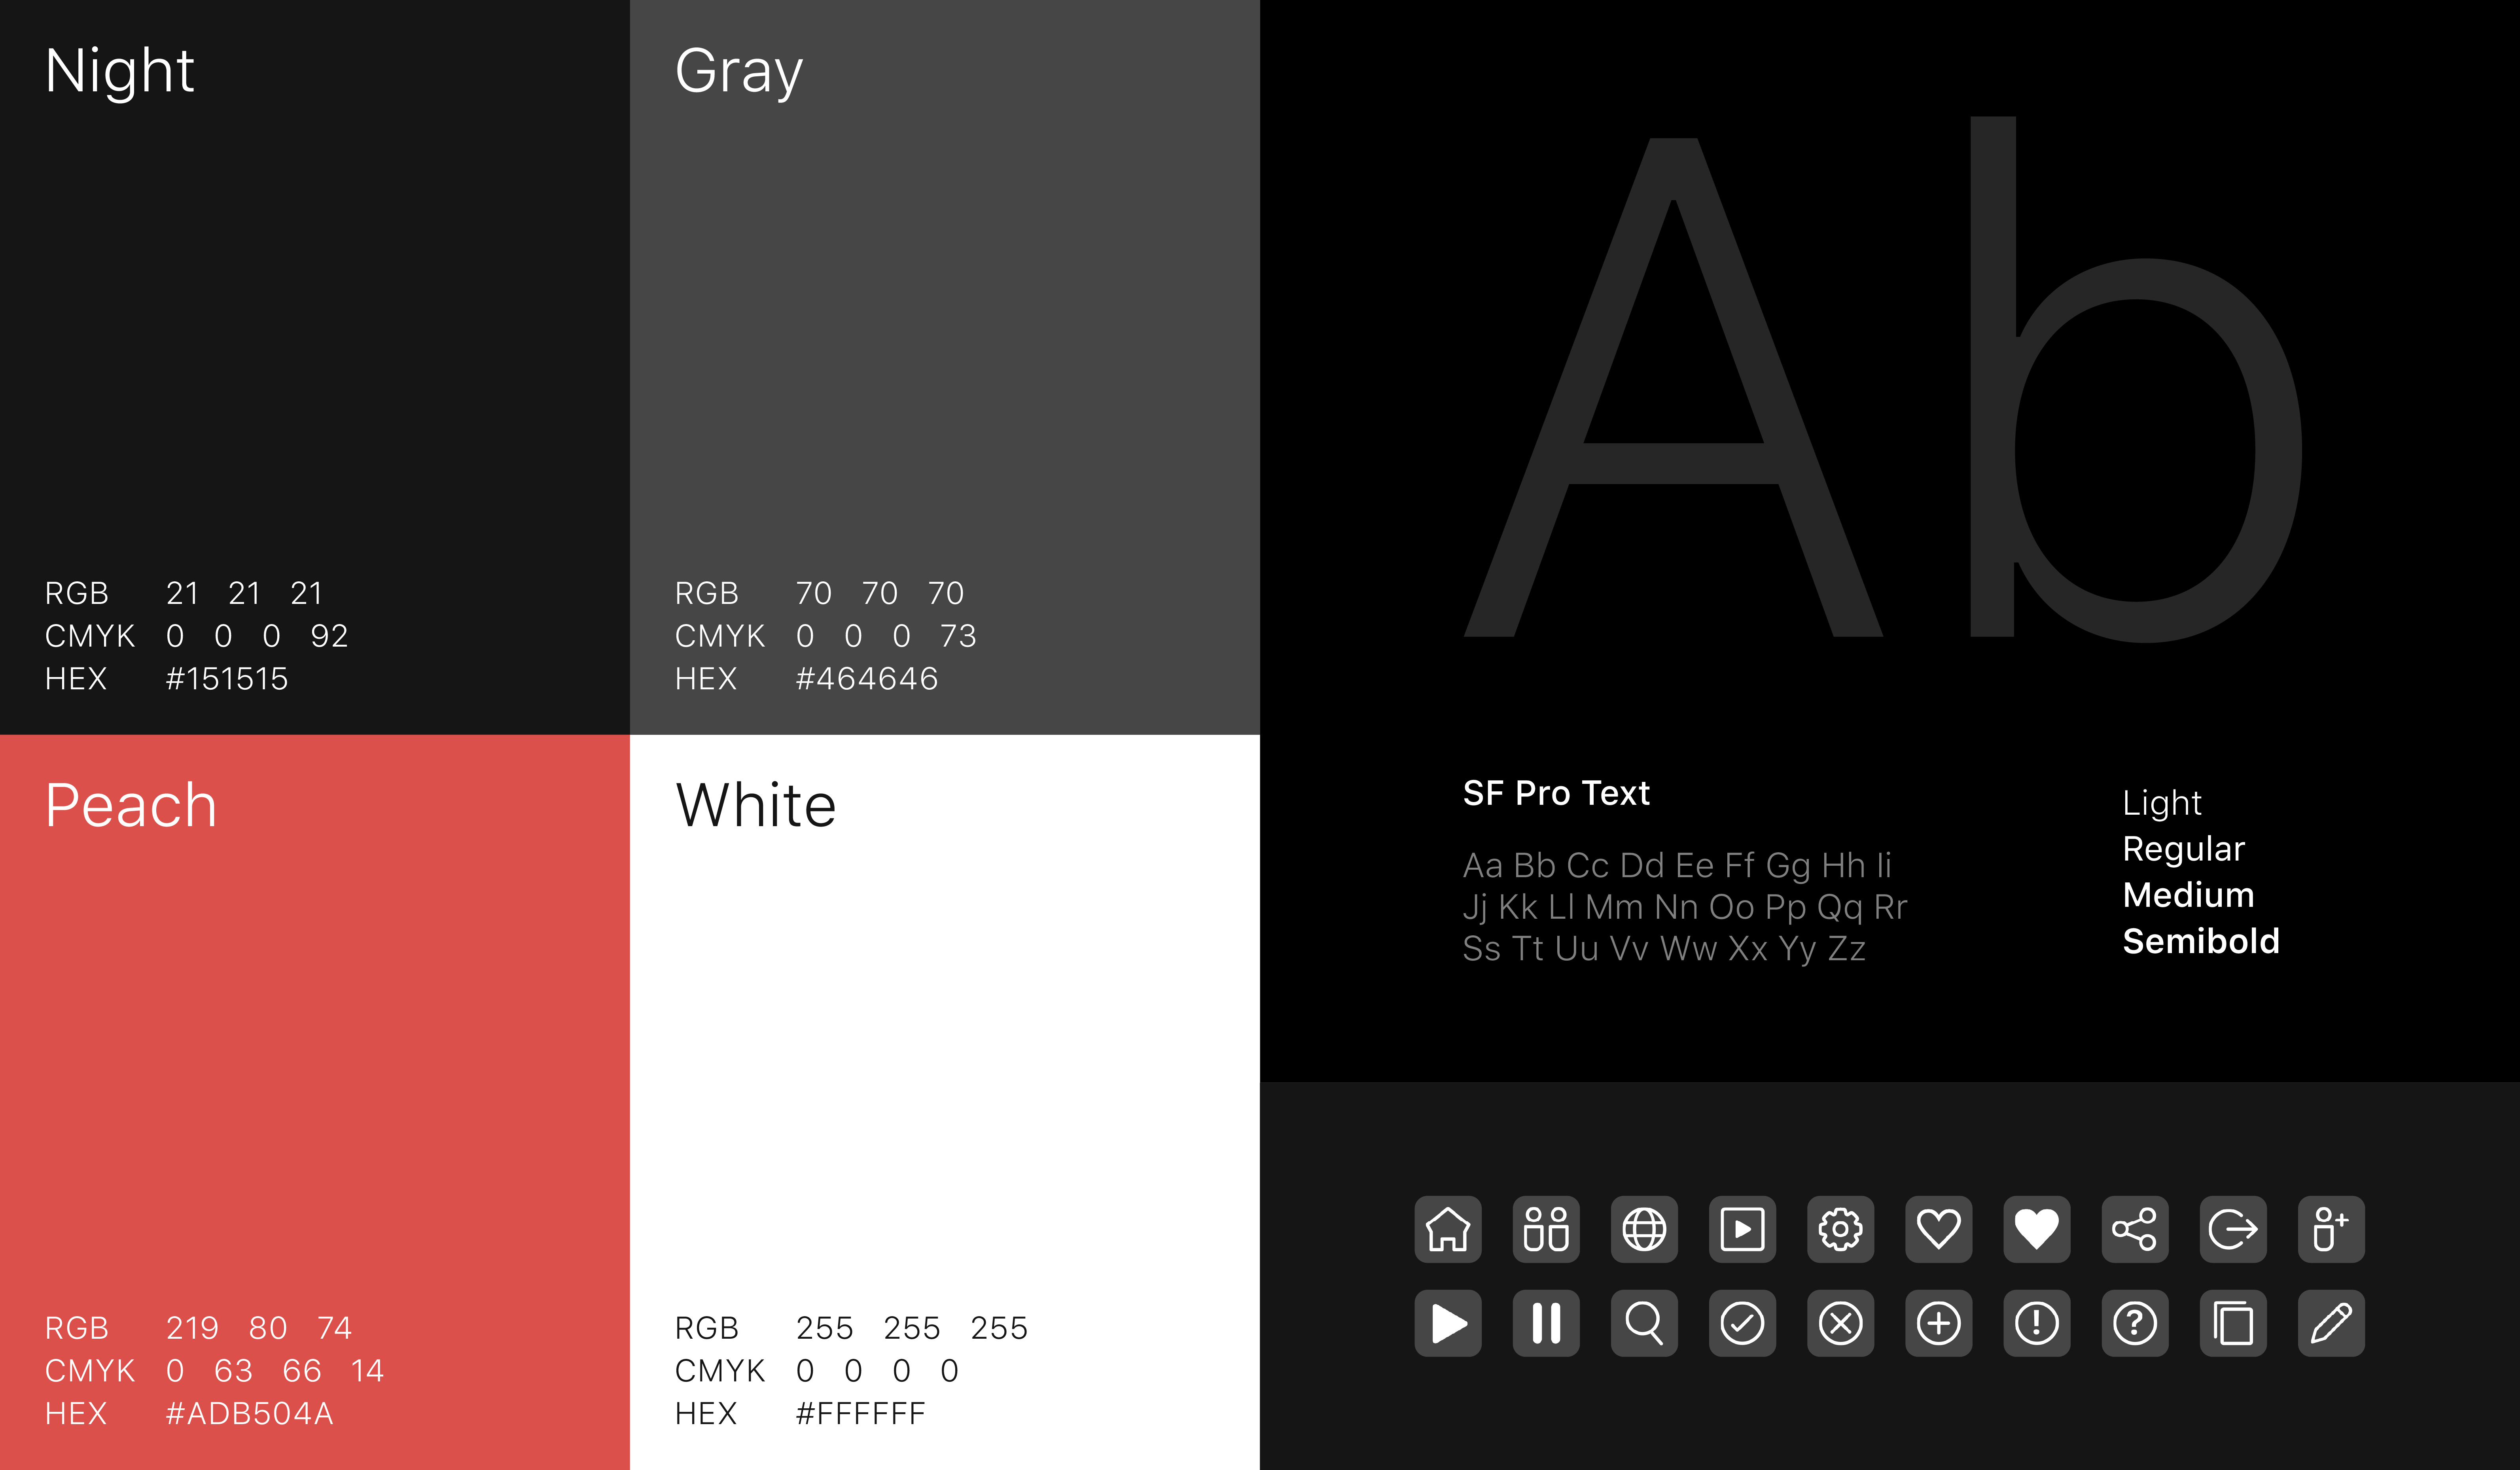 Night
RGB 21 21 21
CMYK 0 0 0 92
HEX #151515
Gray
RGB 70 70 70
CMYK 0 0 0 73
HEX #464646
Peach
RGB 219 80 74
CMYK 0 63 66 14
HEX #ADB504A
White
RGB 255 255 255
CMYK 0 0 0 0
HEX #FFFFFF
Ab
SF Pro Text
Aa Bb Cc Dd Ee Ff Gg Hh Ii
Jj Kk Ll Mm Nn Oo Pp Qq Rr
Ss Tt Uu Vv Ww Xx Yy Zz
Light
Regular
Medium
Semibold